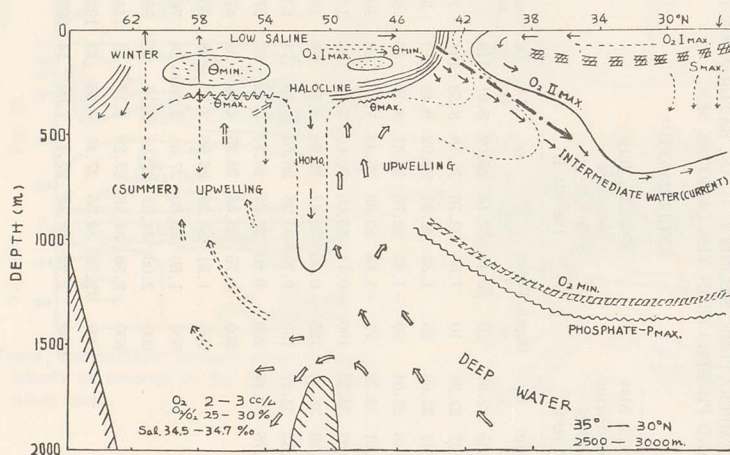 62 58 54 46 42 38 34 30°N
0
LOW SALINE
WINTER
θMIN.
O₂ I MAX.
θMIN.
O₂ I MAX.
S MAX.
HALOCLINE
O₂ II MAX.
θMAX.
θMAX.
500
HOMO.
(SUMMER) UPWELLING
UPWELLING
INTERMEDIATE WATER (CURRENT)
DEPTH (m)
1000
O₂ MIN.
PHOSPHATE-P MAX.
1500
DEEP WATER
O₂ 2 — 3 cc/L
O₂/O₂' 25 — 30 %
Sal. 34.5 — 34.7 ‰
35° — 30°N
2500 — 3000m.
2000